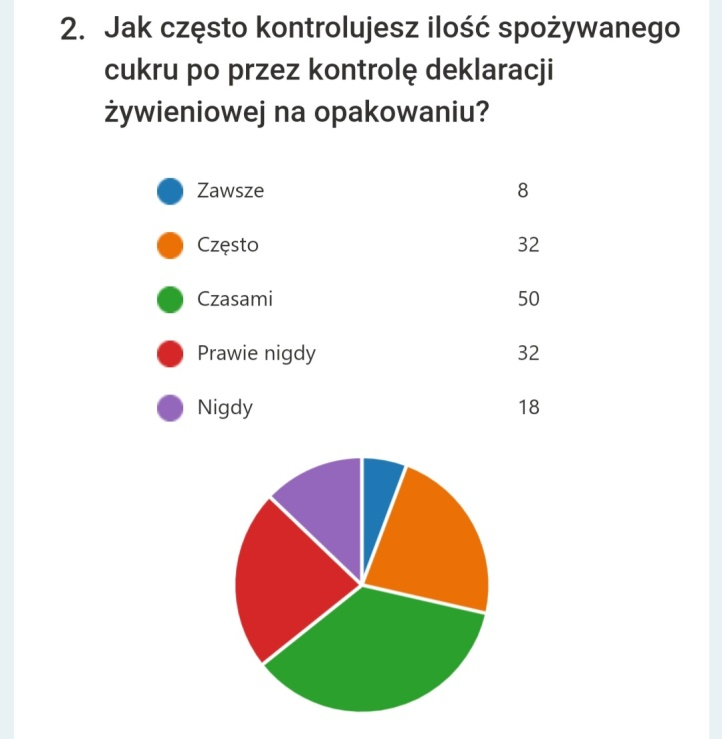 2. Jak często kontrolujesz ilość spożywanego
cukru po przez kontrolę deklaracji
żywieniowej na opakowaniu?
Zawsze 8
Często 32
Czasami 50
Prawie nigdy 32
Nigdy 18